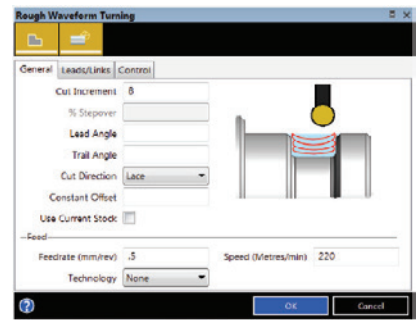 Rough Waveform Turning
General Leads/Links Control
Cut Increment 8
% Stepover
Lead Angle
Trail Angle
Cut Direction Lace
Constant Offset
Use Current Stock
Feed
Feedrate (mm/rev) .5 Speed (Metres/min) 220
Technology None
? OK Cancel